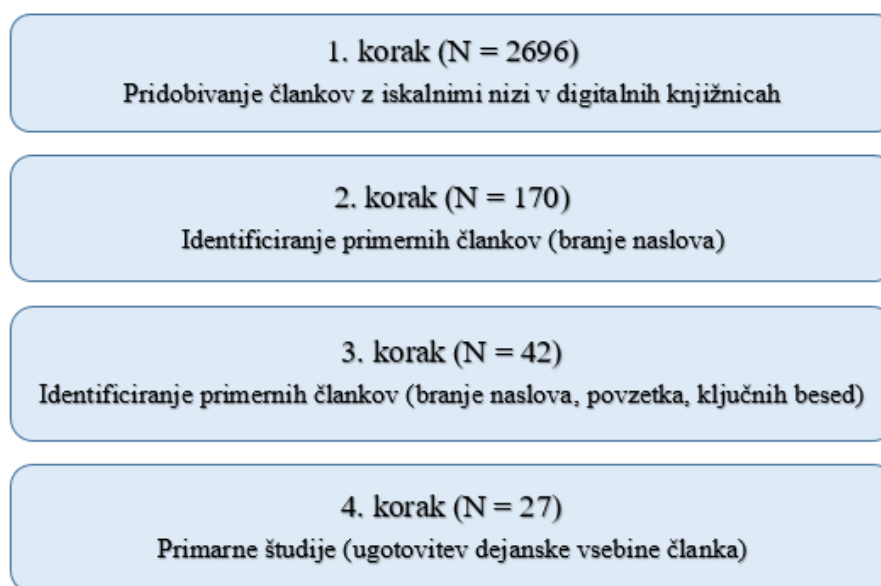 1. korak (N = 2696)
Pridobivanje člankov z iskalnimi nizi v digitalnih knjižnicah
2. korak (N = 170)
Identificiranje primernih člankov (branje naslova)
3. korak (N = 42)
Identificiranje primernih člankov (branje naslova, povzetka, ključnih besed)
4. korak (N = 27)
Primarne študije (ugotovitev dejanske vsebine članka)